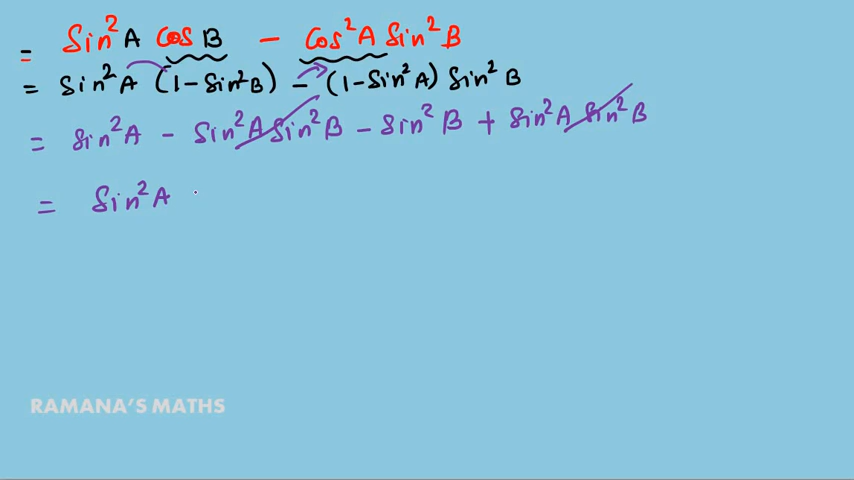 = Sin²A Cos B - Cos²A Sin²B
= Sin²A (1-Sin²B) - (1-Sin²A) Sin²B
= Sin²A - Sin²A Sin²B - Sin²B + Sin²A Sin²B
= Sin²A
RAMANA'S MATHS